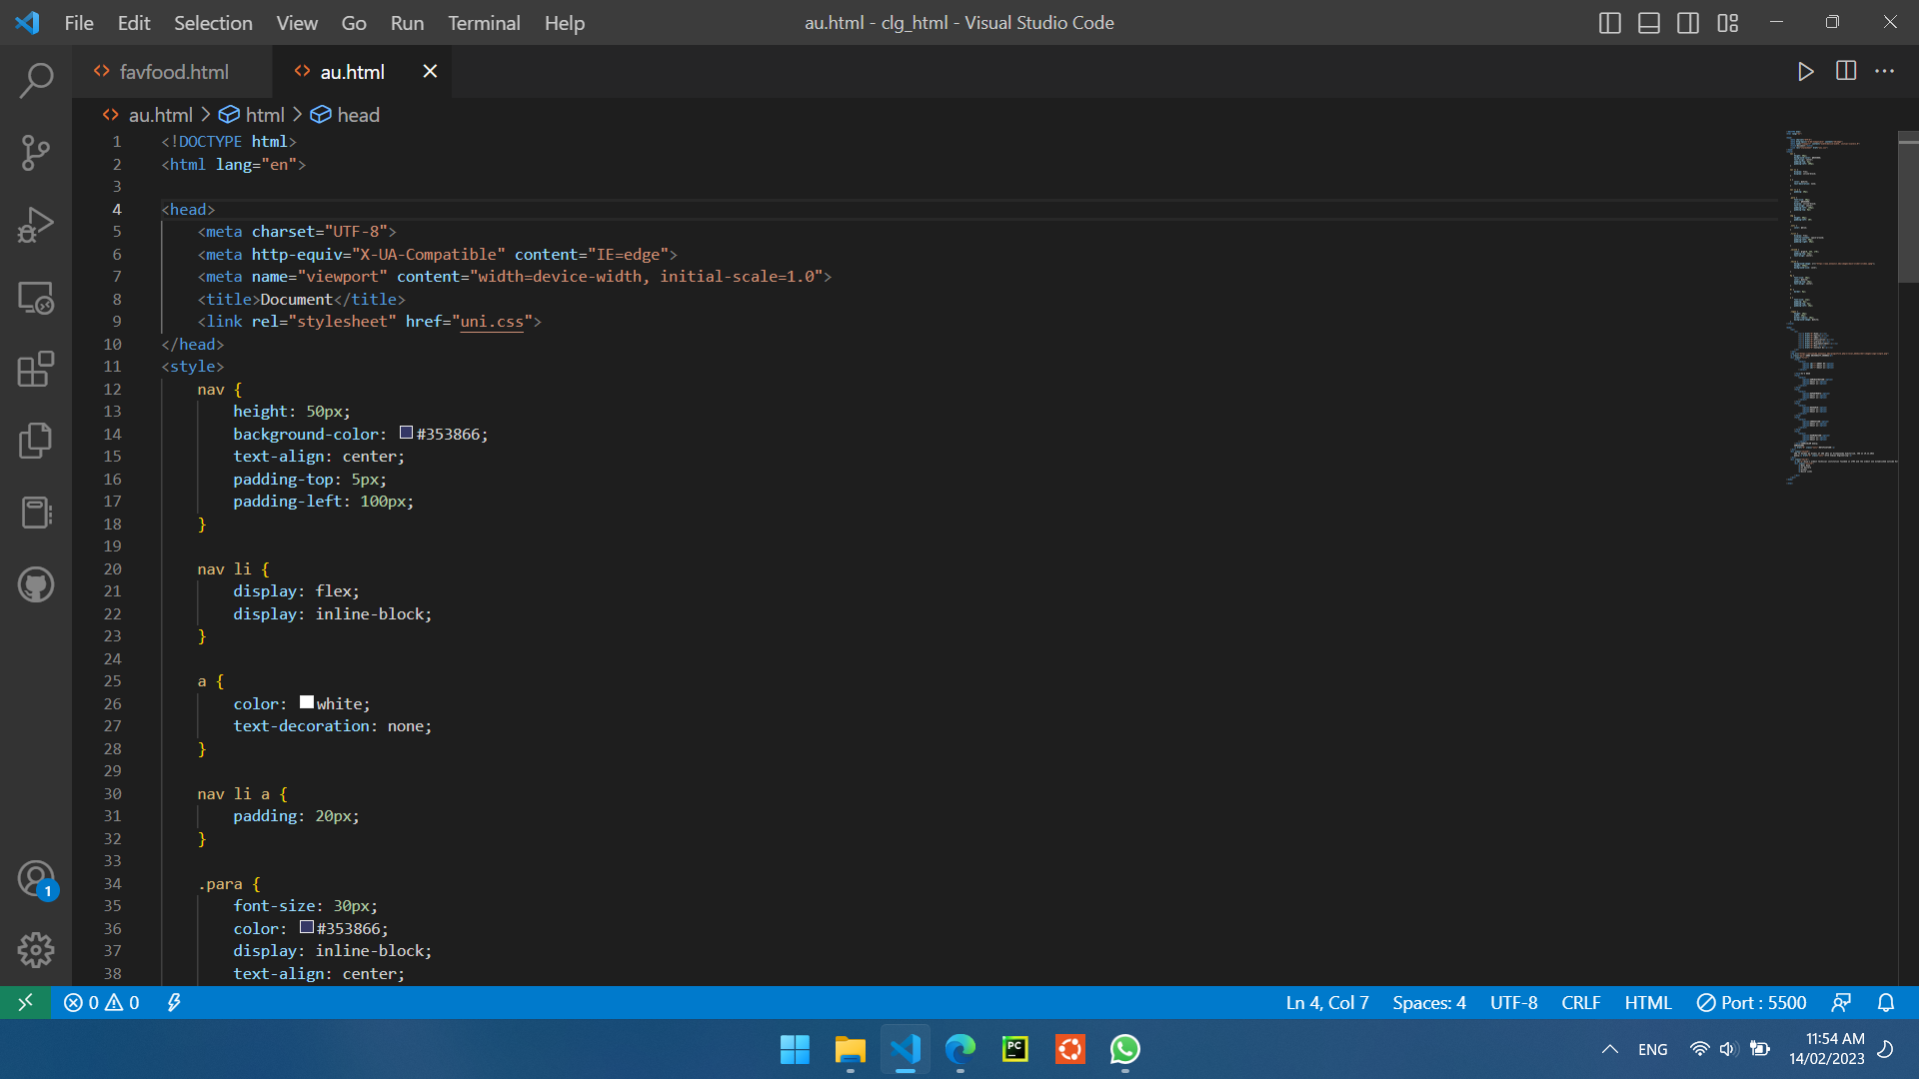 File Edit Selection View Go Run Terminal Help au.html - clg_html - Visual Studio Code
favfood.html au.html
au.html > html > head
1 <!DOCTYPE html>
2 <html lang="en">
3
4 <head>
5 <meta charset="UTF-8">
6 <meta http-equiv="X-UA-Compatible" content="IE=edge">
7 <meta name="viewport" content="width=device-width, initial-scale=1.0">
8 <title>Document</title>
9 <link rel="stylesheet" href="uni.css">
10 </head>
11 <style>
12 nav {
13 height: 50px;
14 background-color: #353866;
15 text-align: center;
16 padding-top: 5px;
17 padding-left: 100px;
18 }
19
20 nav li {
21 display: flex;
22 display: inline-block;
23 }
24
25 a {
26 color: white;
27 text-decoration: none;
28 }
29
30 nav li a {
31 padding: 20px;
32 }
33
34 .para {
35 font-size: 30px;
36 color: #353866;
37 display: inline-block;
38 text-align: center;
1
0 0 Ln 4, Col 7 Spaces: 4 UTF-8 CRLF HTML Port : 5500
PC ENG 11:54 AM
14/02/2023